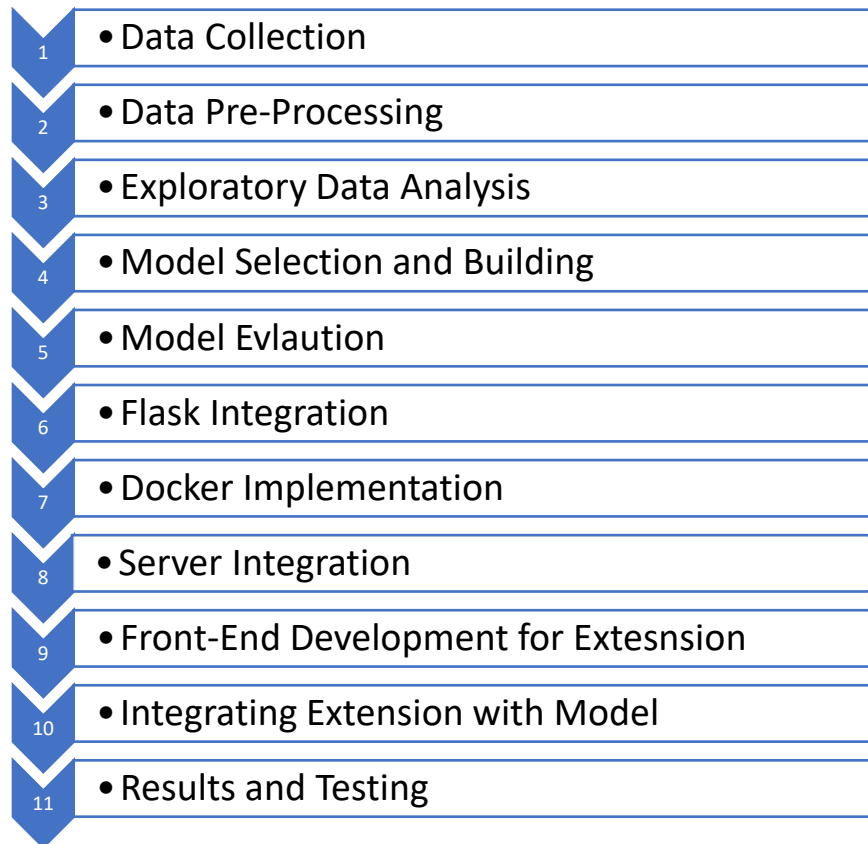 1 • Data Collection
2 • Data Pre-Processing
3 • Exploratory Data Analysis
4 • Model Selection and Building
5 • Model Evlaution
6 • Flask Integration
7 • Docker Implementation
8 • Server Integration
9 • Front-End Development for Extesnsion
10 • Integrating Extension with Model
11 • Results and Testing